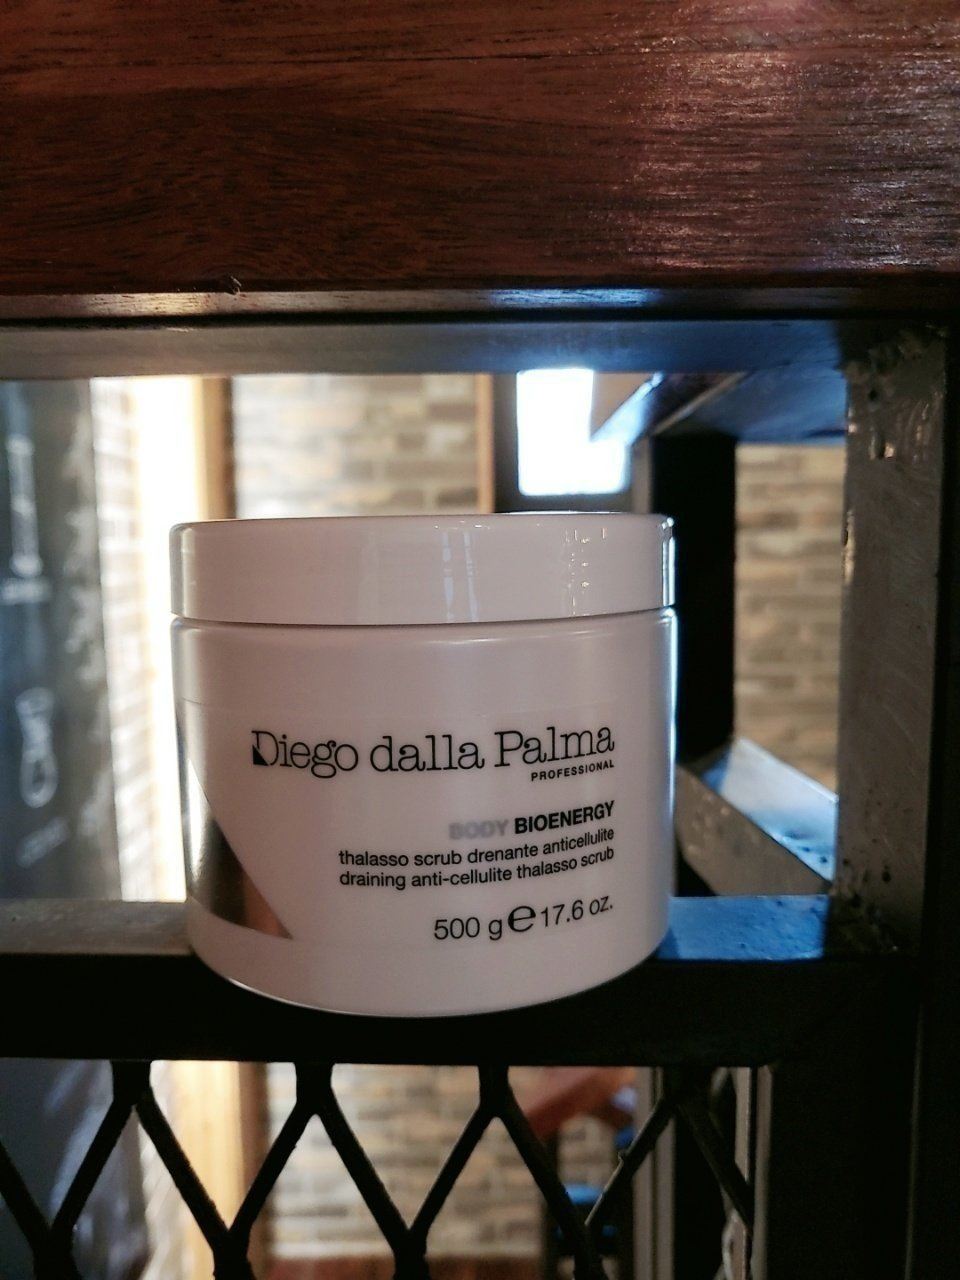 Diego dalla Palma
PROFESSIONAL
BODY BIOENERGY
thalasso scrub drenante anticellulite
draining anti-cellulite thalasso scrub
500 g e 17.6 oz.